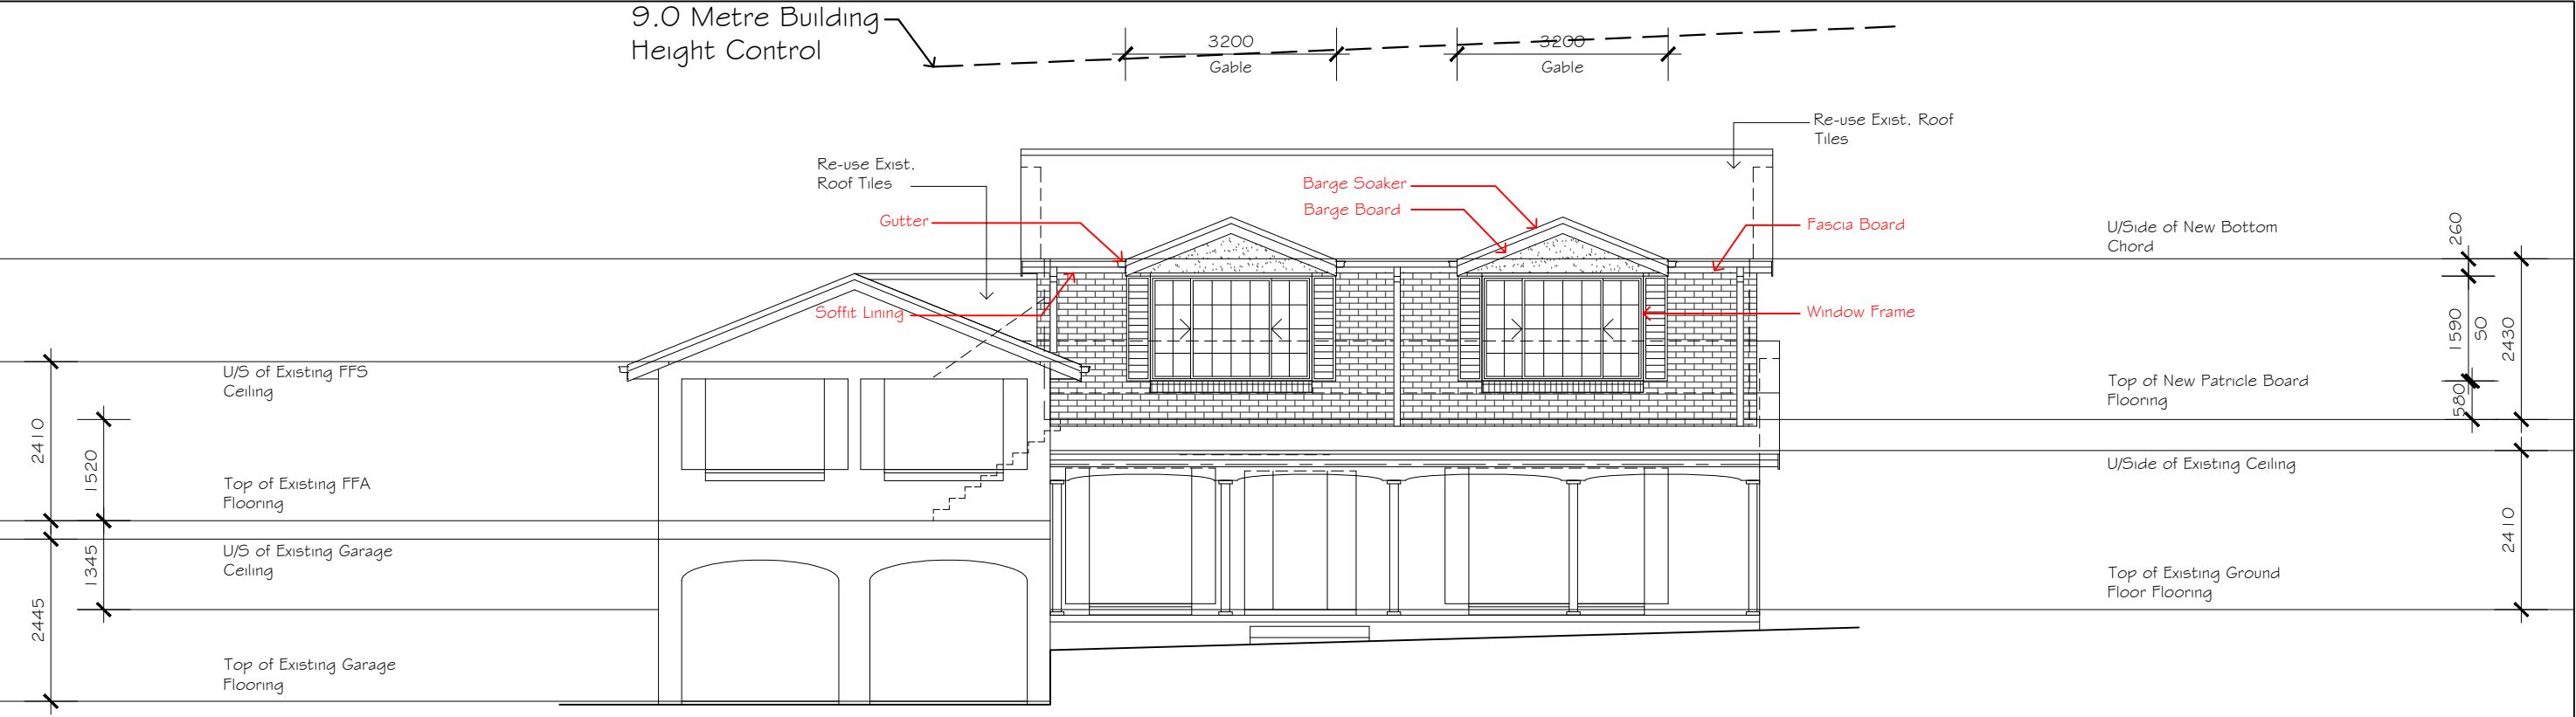 9.0 Metre Building
Height Control
3200
Gable
3200
Gable
Re-use Exist. Roof
Tiles
Re-use Exist.
Roof Tiles
Barge Soaker
Barge Board
Gutter
Fascia Board
Soffit Lining
Window Frame
U/Side of New Bottom
Chord
260
1590
50
2430
580
Top of New Patricle Board
Flooring
U/S of Existing FFS
Ceiling
2410
1520
U/Side of Existing Ceiling
Top of Existing FFA
Flooring
2410
U/S of Existing Garage
Ceiling
1345
Top of Existing Ground
Floor Flooring
2445
Top of Existing Garage
Flooring